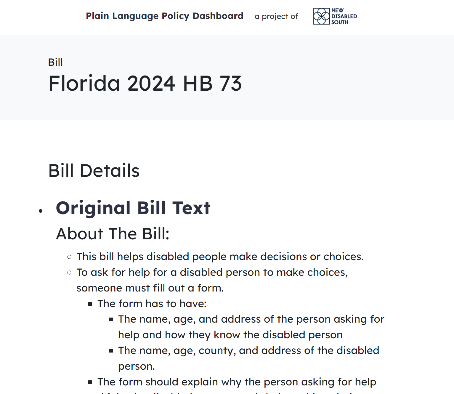 Plain Language Policy Dashboard a project of NEW DISABLED SOUTH
Bill
Florida 2024 HB 73
Bill Details
Original Bill Text
About The Bill:
This bill helps disabled people make decisions or choices.
To ask for help for a disabled person to make choices,
someone must fill out a form.
The form has to have:
The name, age, and address of the person asking for
help and how they know the disabled person
The name, age, county, and address of the disabled
person.
The form should explain why the person asking for help